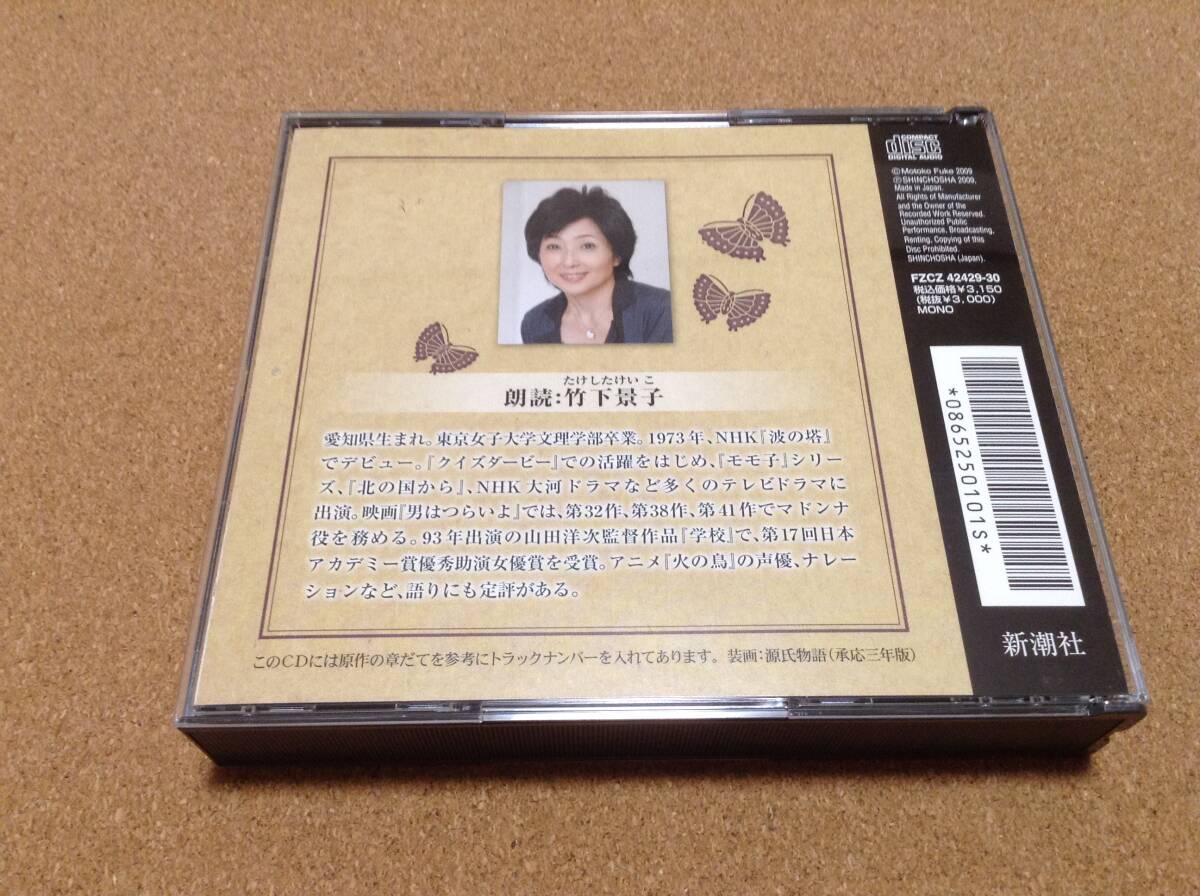 たけしたけいこ
朗読:竹下景子
愛知県生まれ。東京女子大学文理学部卒業。1973年、NHK『波の塔』
でデビュー。『クイズダービー』での活躍をはじめ、『モモ子』シリー
ズ、『北の国から』、NHK大河ドラマなど多くのテレビドラマに
出演。映画『男はつらいよ』では、第32作、第38作、第41作でマドンナ
役を務める。93年出演の山田洋次監督作品『学校』で、第17回日本
アカデミー賞優秀助演女優賞を受賞。アニメ『火の鳥』の声優、ナレー
ションなど、語りにも定評がある。
このCDには原作の章だてを参考にトラックナンバーを入れてあります。 装画:源氏物語(承応三年版)
COMPACT
disc
DIGITAL AUDIO
©Motoko Fuke 2009
℗SHINCHOSHA 2009,
Made in Japan.
All Rights of Manufacturer
and the Owner of the
Recorded Work Reserved.
Unauthorized Public
Performance, Broadcasting,
Renting, Copying of this
Disc Prohibited.
SHINCHOSHA (Japan).
FZCZ 42429-30
税込価格¥3,150
(税抜¥3,000)
MONO
*0865250101S*
新潮社